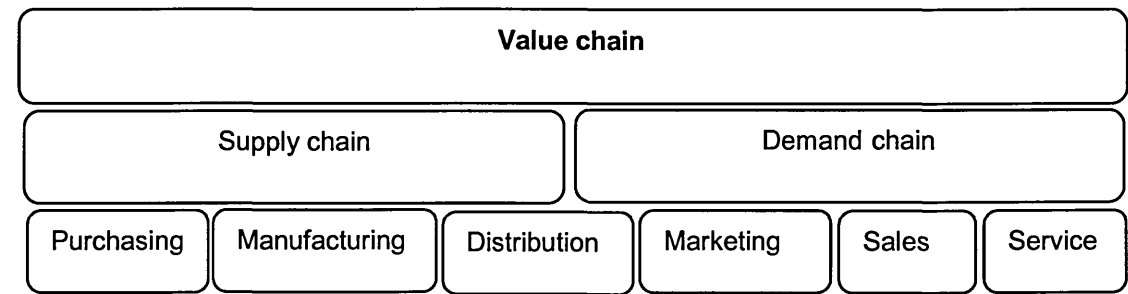 Value chain
Supply chain Demand chain
Purchasing Manufacturing Distribution Marketing Sales Service